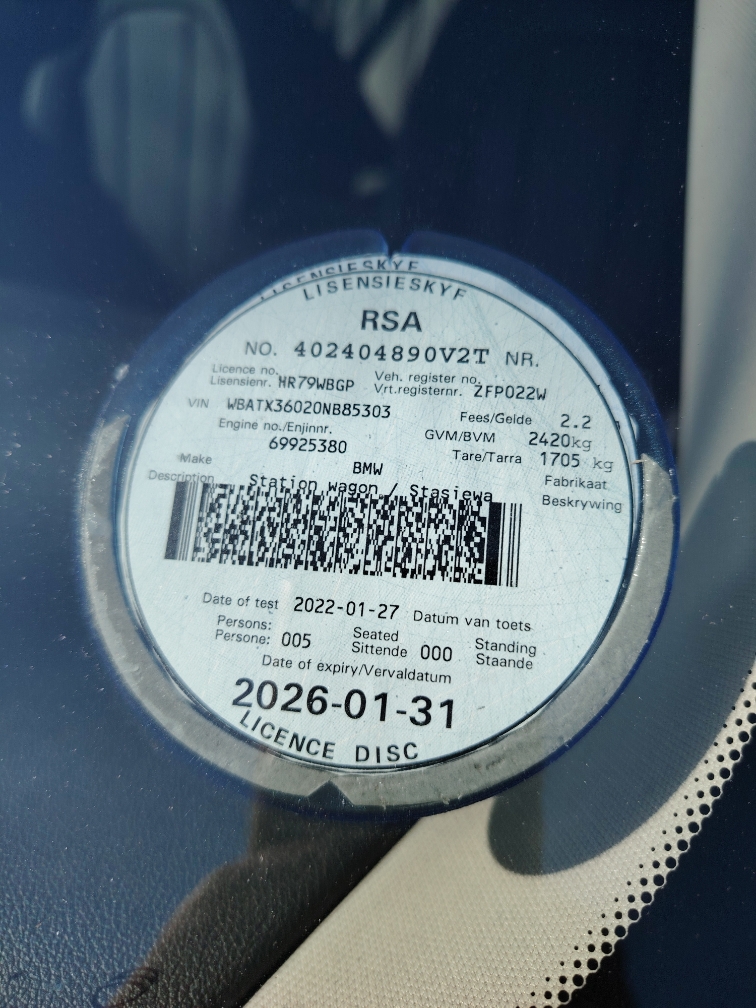 LISENSIESKYF
LISENSIESKYF
RSA
NO. 402404890V2T NR.
Licence no. Veh. register no.
Lisensienr. HR79WBGP Vrt.registernr. ZFP022W
VIN WBATX36020NB85303 Fees/Gelde 2.2
Engine no./Enjinnr. GVM/BVM 2420kg
69925380 Tare/Tarra 1705 kg
Make BMW Fabrikaat
Description Station wagon / Stasiewa Beskrywing
Date of test 2022-01-27 Datum van toets
Persons: Seated Standing
Persone: 005 Sittende 000 Staande
Date of expiry/Vervaldatum
2026-01-31
LICENCE DISC